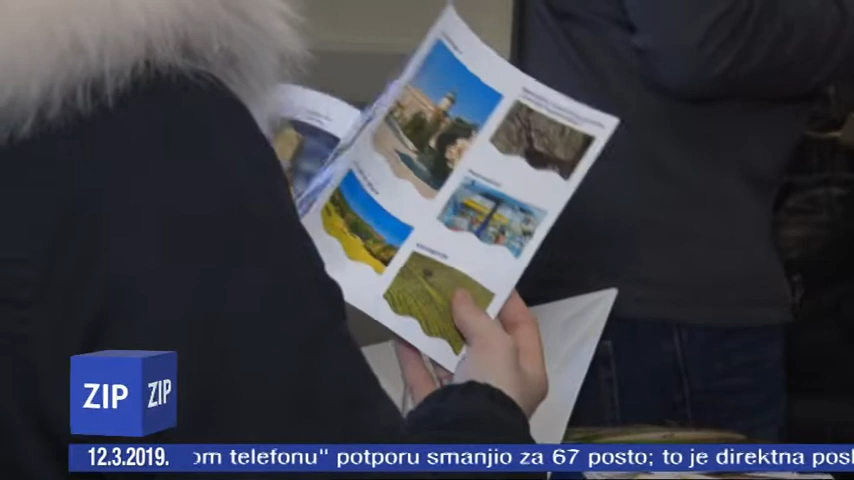 ZIP
ZIP
12.3.2019. om telefonu" potporu smanjio za 67 posto; to je direktna posl